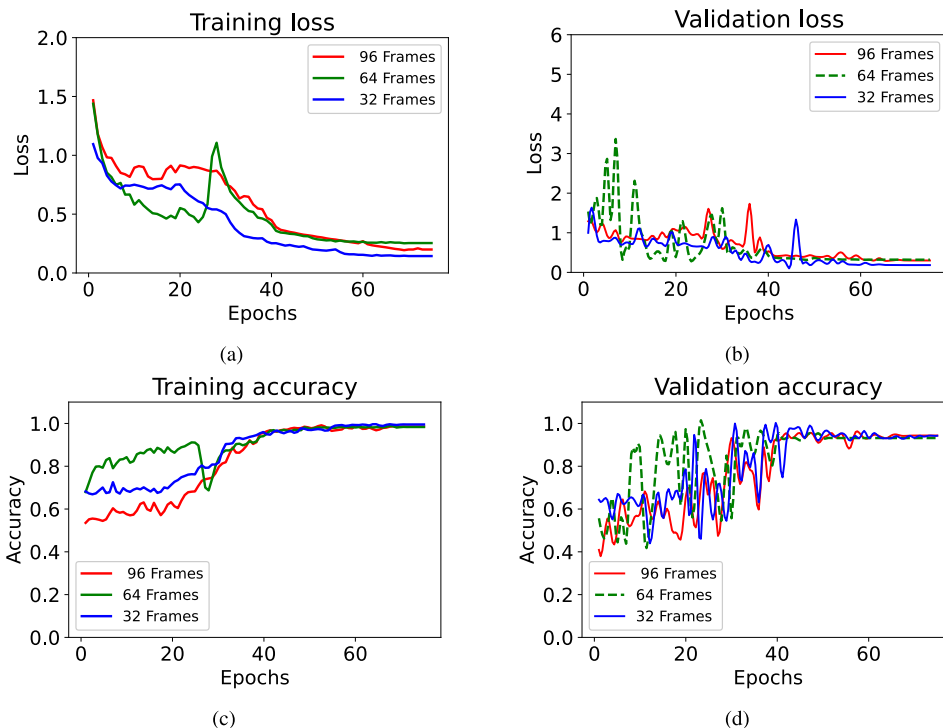 Training loss
2.0
1.5
1.0
0.5
0.0
Loss
96 Frames
64 Frames
32 Frames
0 20 40 60
Epochs
(a)
Validation loss
6
5
4
3
2
1
0
Loss
96 Frames
64 Frames
32 Frames
0 20 40 60
Epochs
(b)
Training accuracy
1.0
0.8
0.6
0.4
0.2
0.0
Accuracy
96 Frames
64 Frames
32 Frames
0 20 40 60
Epochs
(c)
Validation accuracy
1.0
0.8
0.6
0.4
0.2
0.0
Accuracy
96 Frames
64 Frames
32 Frames
0 20 40 60
Epochs
(d)